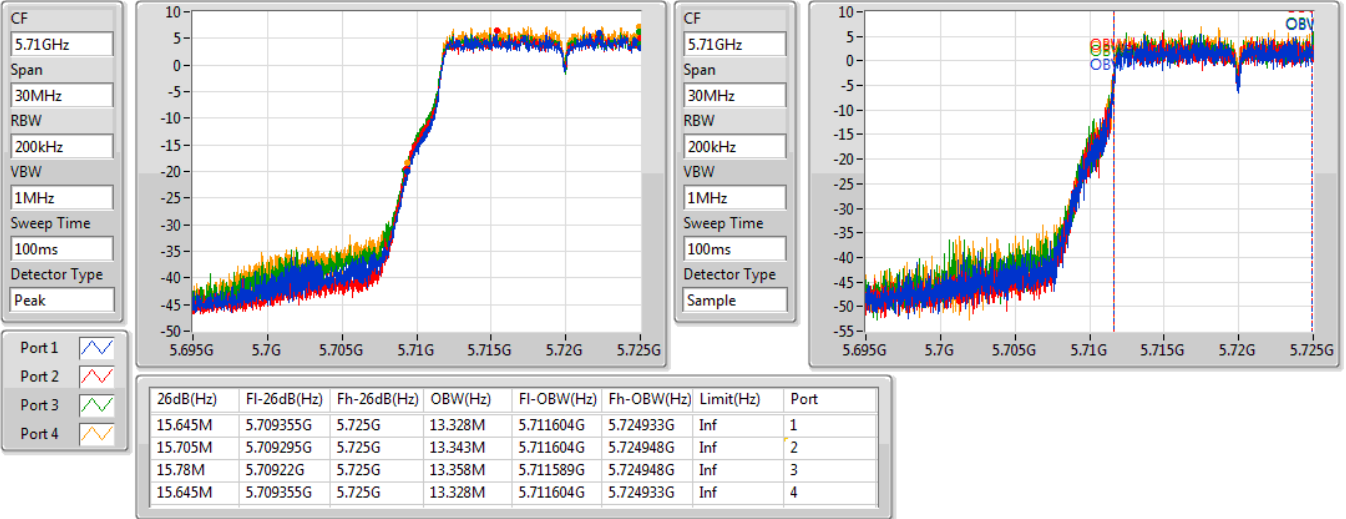 CF
5.71GHz
Span
30MHz
RBW
200kHz
VBW
1MHz
Sweep Time
100ms
Detector Type
Peak
10
5
0
-5
-10
-15
-20
-25
-30
-35
-40
-45
-50
5.695G 5.7G 5.705G 5.71G 5.715G 5.72G 5.725G
CF
5.71GHz
Span
30MHz
RBW
200kHz
VBW
1MHz
Sweep Time
100ms
Detector Type
Sample
10
5
0
-5
-10
-15
-20
-25
-30
-35
-40
-45
-50
-55
OBW
OBW
5.695G 5.7G 5.705G 5.71G 5.715G 5.72G 5.725G
Port 1
Port 2
Port 3
Port 4
26dB(Hz) Fl-26dB(Hz) Fh-26dB(Hz) OBW(Hz) Fl-OBW(Hz) Fh-OBW(Hz) Limit(Hz) Port
15.645M 5.709355G 5.725G 13.328M 5.711604G 5.724933G Inf 1
15.705M 5.709295G 5.725G 13.343M 5.711604G 5.724948G Inf 2
15.78M 5.70922G 5.725G 13.358M 5.711589G 5.724948G Inf 3
15.645M 5.709355G 5.725G 13.328M 5.711604G 5.724933G Inf 4